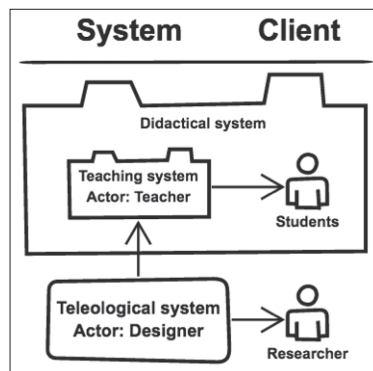 System Client
Didactical system
Teaching system
Actor: Teacher
Students
Teleological system
Actor: Designer
Researcher